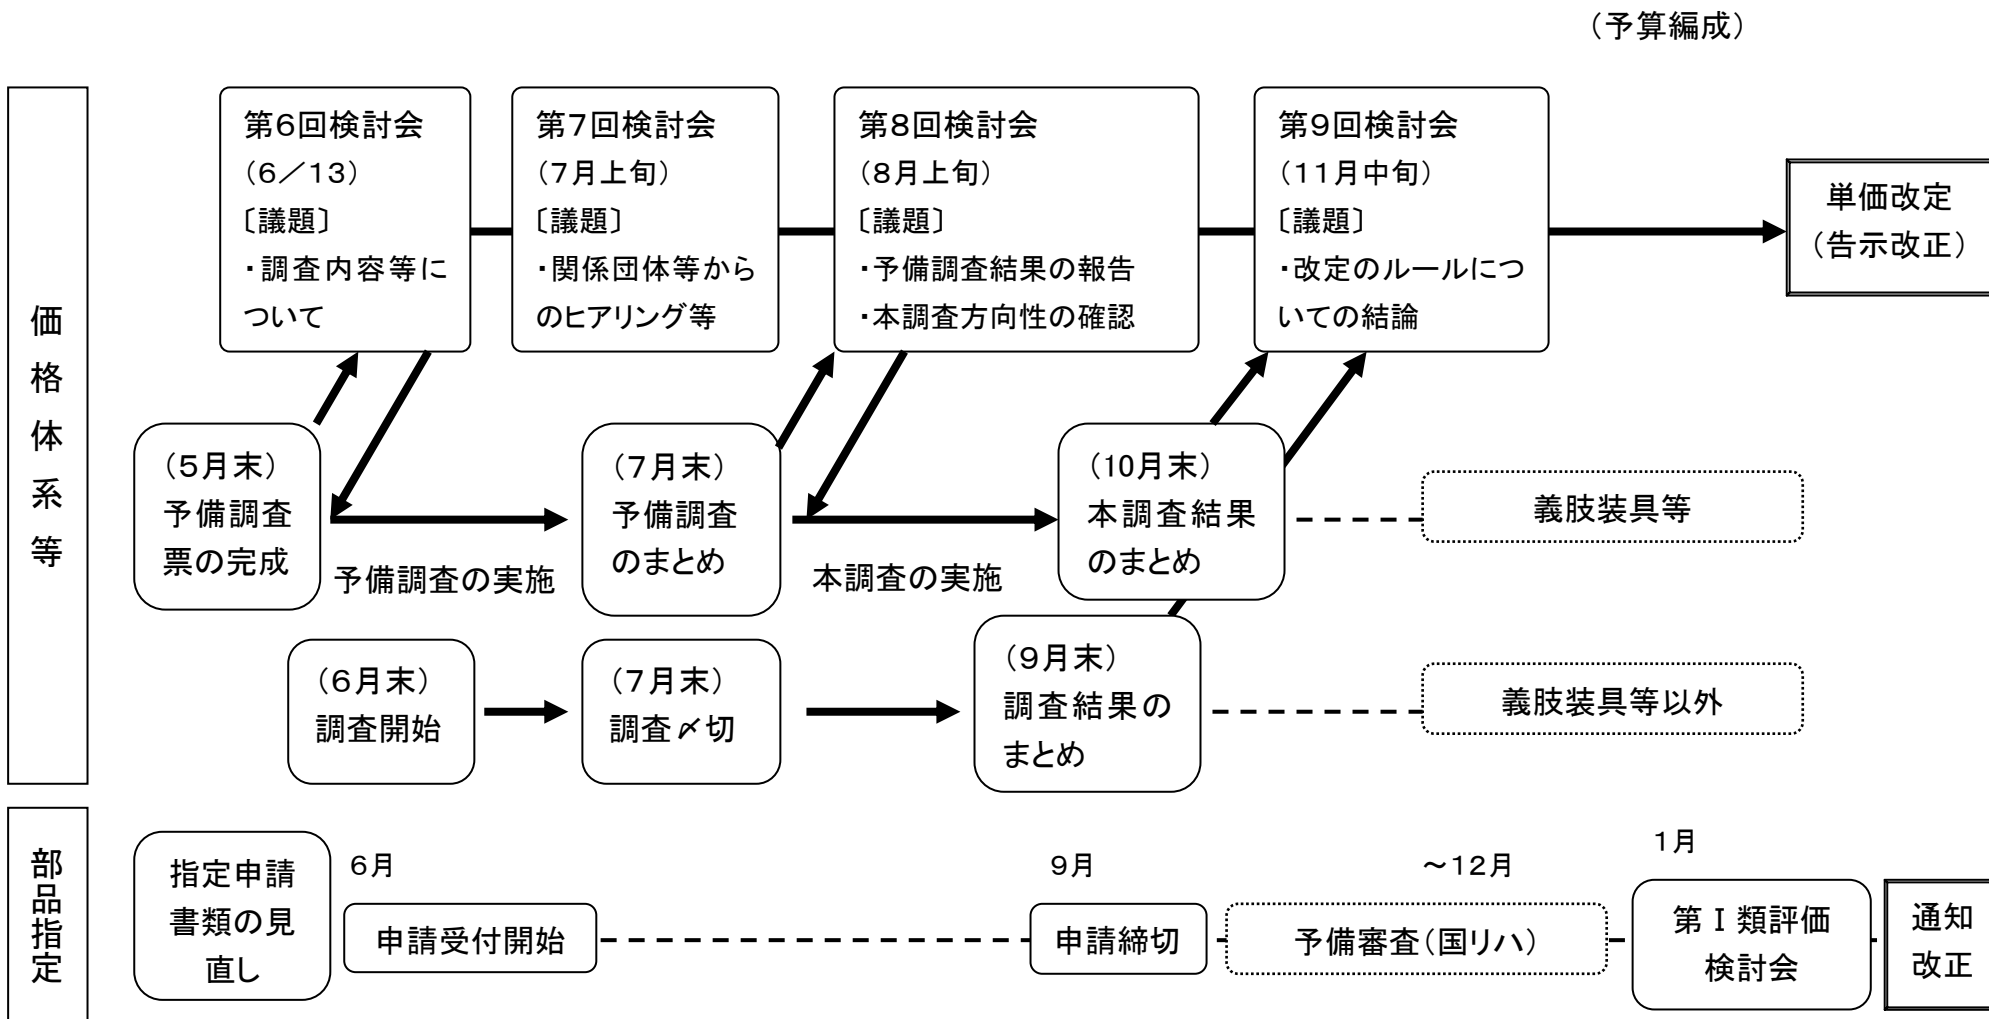 （予算編成）
価格体系等
第６回検討会
（６／１３）
〔議題〕
・調査内容等に
ついて
第７回検討会
（７月上旬）
〔議題〕
・関係団体等から
のヒアリング等
第８回検討会
（８月上旬）
〔議題〕
・予備調査結果の報告
・本調査方向性の確認
第９回検討会
（１１月中旬）
〔議題〕
・改定のルールにつ
いての結論
単価改定
（告示改正）
（５月末）
予備調査
票の完成
予備調査の実施
（７月末）
予備調査
のまとめ
本調査の実施
（10月末）
本調査結果
のまとめ
義肢装具等
（６月末）
調査開始
（７月末）
調査〆切
（９月末）
調査結果の
まとめ
義肢装具等以外
部品指定
指定申請
書類の見
直し
６月
申請受付開始
９月
申請締切
～１２月
予備審査（国リハ）
１月
第Ⅰ類評価
検討会
通知
改正